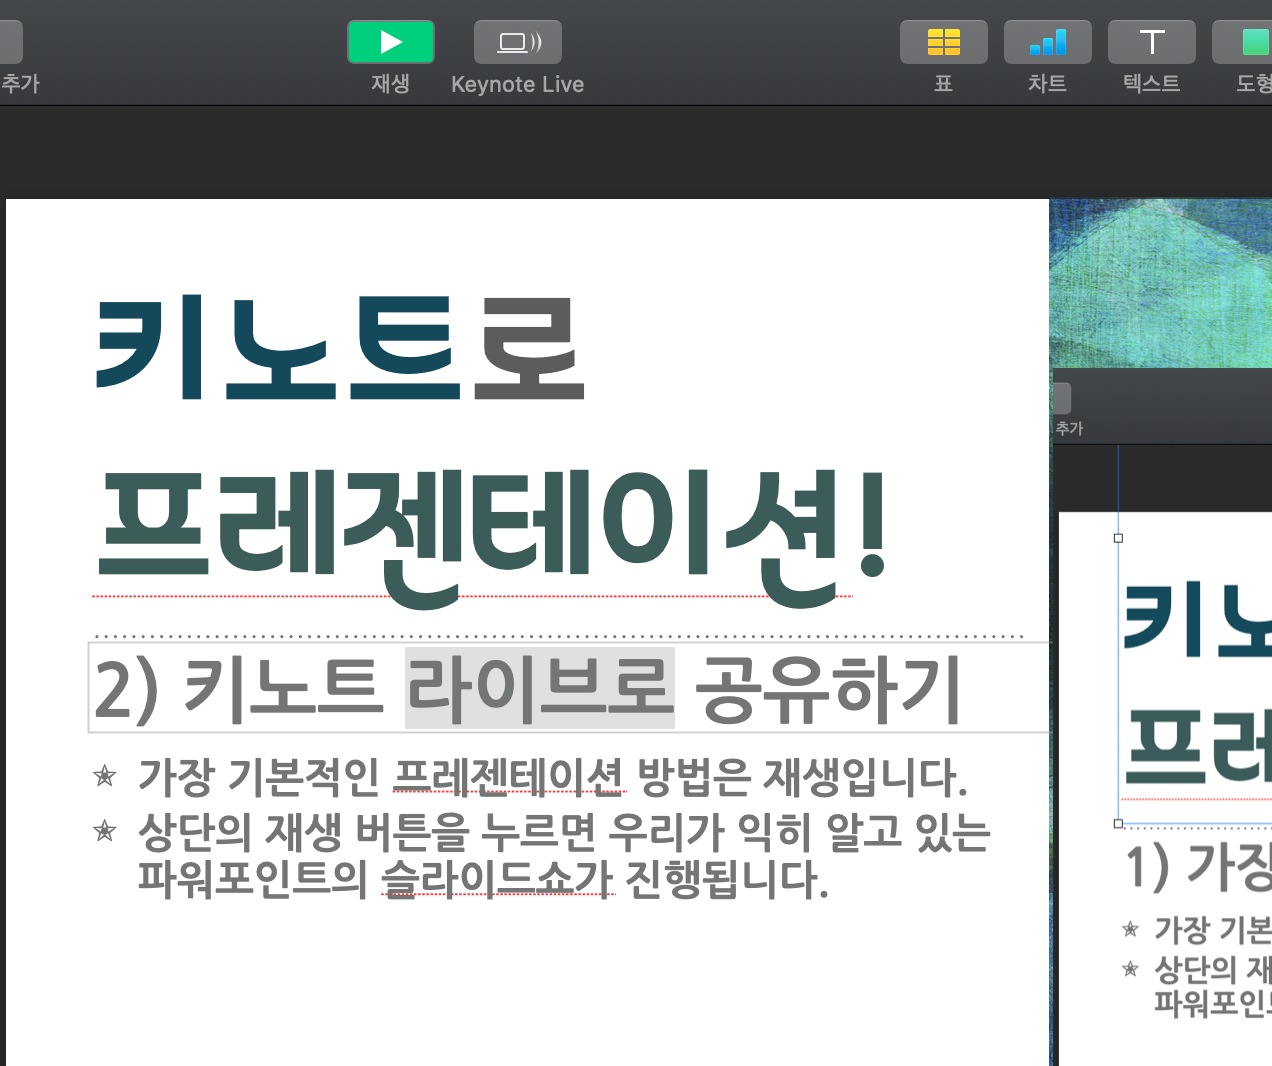 추가
재생
Keynote Live
표
차트
텍스트
도형
키노트로
프레젠테이션!
2) 키노트 라이브로 공유하기
✯ 가장 기본적인 프레젠테이션 방법은 재생입니다.
✯ 상단의 재생 버튼을 누르면 우리가 익히 알고 있는
파워포인트의 슬라이드쇼가 진행됩니다.
추가
키노
프레
1) 가장
✯ 가장 기본
✯ 상단의 재
파워포인트